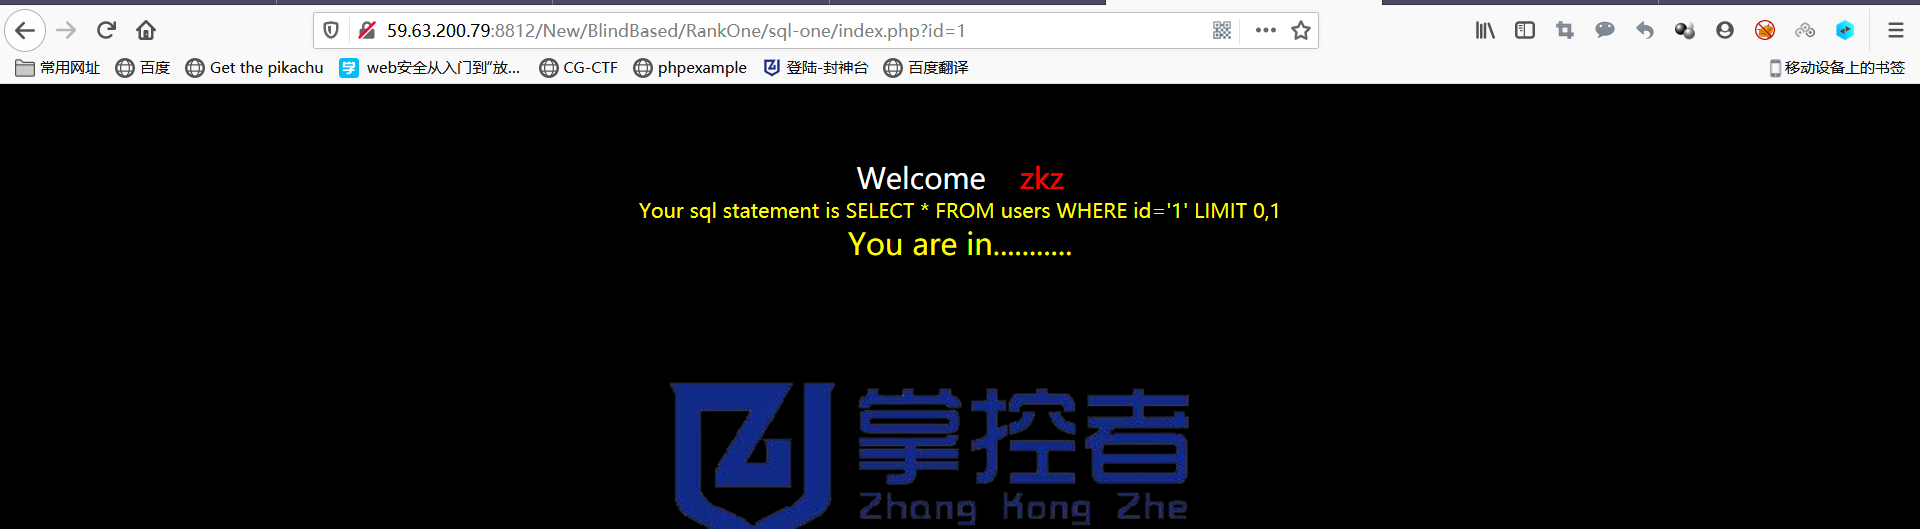 59.63.200.79:8812/New/BlindBased/RankOne/sql-one/index.php?id=1
常用网址 百度 Get the pikachu web安全从入门到“放... CG-CTF phpexample 登陆-封神台 百度翻译 移动设备上的书签
Welcome zkz
Your sql statement is SELECT * FROM users WHERE id='1' LIMIT 0,1
You are in...........
掌控者
Zhang Kong Zhe